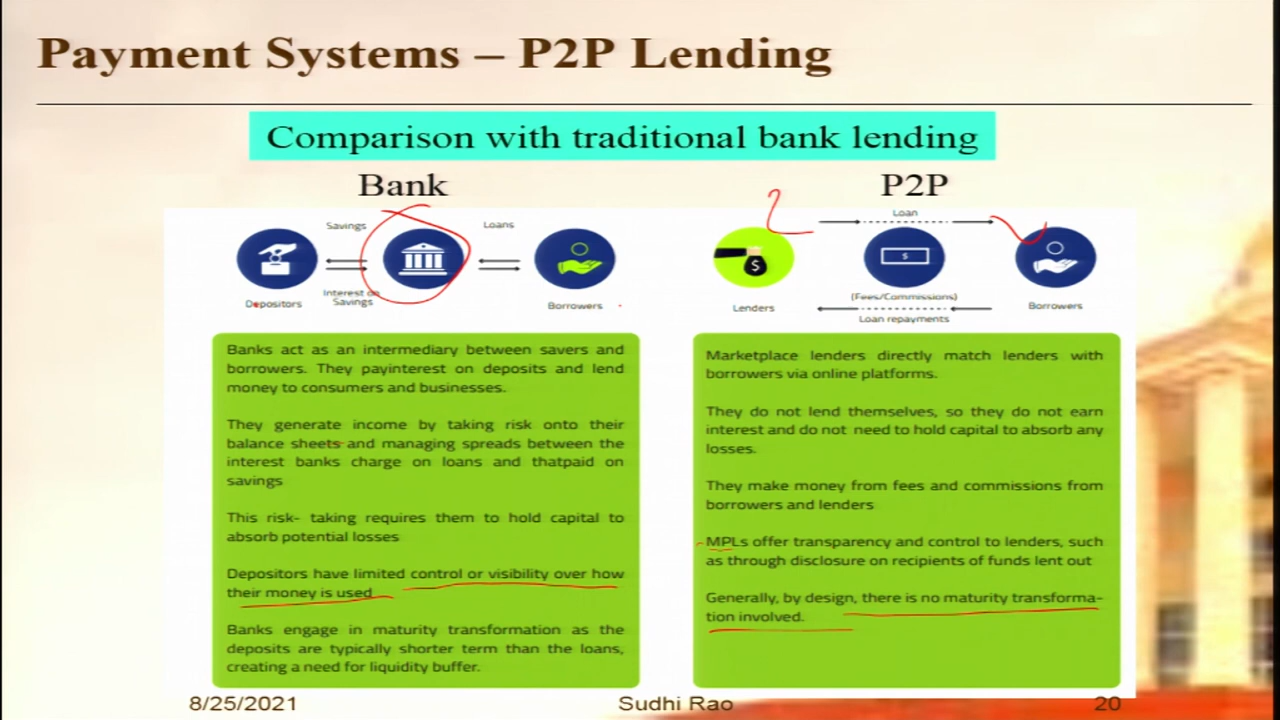 Payment Systems – P2P Lending
Comparison with traditional bank lending
Bank
Savings
Loans
Interest on
Savings
Depositors
Borrowers
Banks act as an intermediary between savers and
borrowers. They payinterest on deposits and lend
money to consumers and businesses.
They generate income by taking risk onto their
balance sheets and managing spreads between the
interest banks charge on loans and thatpaid on
savings
This risk- taking requires them to hold capital to
absorb potential losses
Depositors have limited control or visibility over how
their money is used
Banks engage in maturity transformation as the
deposits are typically shorter term than the loans,
creating a need for liquidity buffer.
P2P
Loan
$
$
(Fees/Commissions)
Lenders
Borrowers
Loan repayments
Marketplace lenders directly match lenders with
borrowers via online platforms.
They do not lend themselves, so they do not earn
interest and do not need to hold capital to absorb any
losses.
They make money from fees and commissions from
borrowers and lenders
MPLs offer transparency and control to lenders, such
as through disclosure on recipients of funds lent out
Generally, by design, there is no maturity transforma-
tion involved.
8/25/2021
Sudhi Rao
20